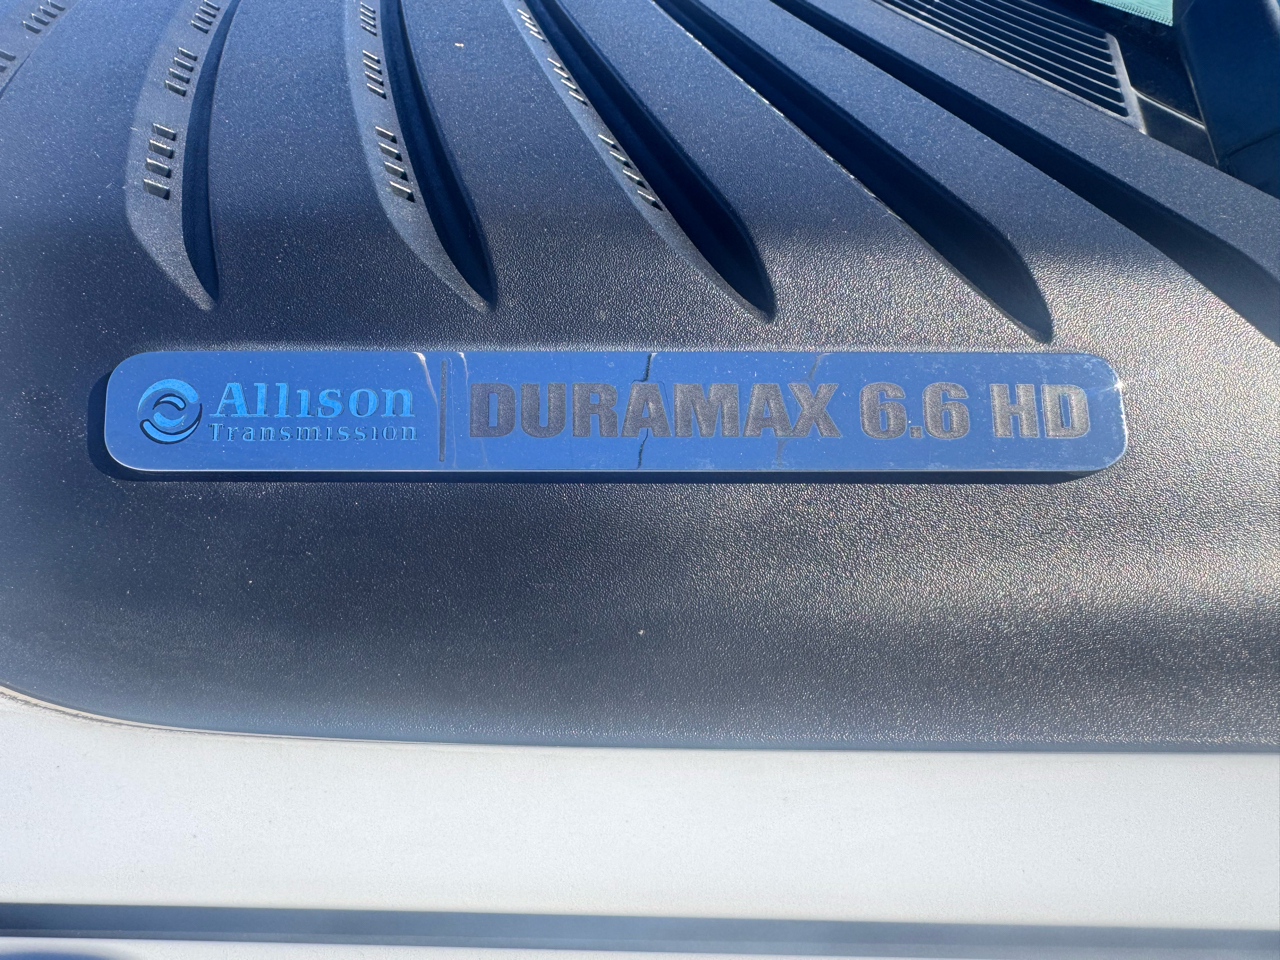 Allison DURAMAX 6.6 HD
Transmission